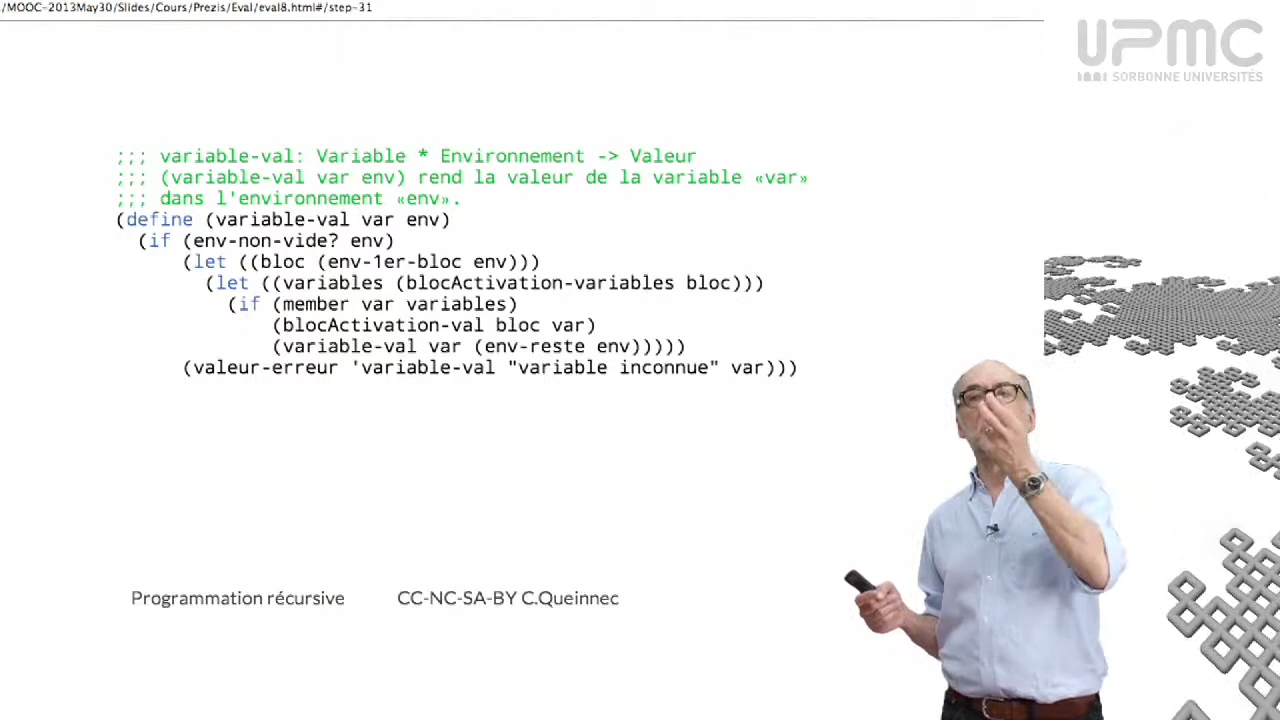 /MOOC-2013May30/Slides/Cours/Prezis/Eval/eval8.html#/step-31
UPMC
SORBONNE UNIVERSITÉS
;;; variable-val: Variable * Environnement -> Valeur
;;; (variable-val var env) rend la valeur de la variable «var»
;;; dans l'environnement «env».
(define (variable-val var env)
(if (env-non-vide? env)
(let ((bloc (env-1er-bloc env)))
(let ((variables (blocActivation-variables bloc)))
(if (member var variables)
(blocActivation-val bloc var)
(variable-val var (env-reste env)))))
(valeur-erreur 'variable-val "variable inconnue" var)))
Programmation récursive CC-NC-SA-BY C.Queinnec